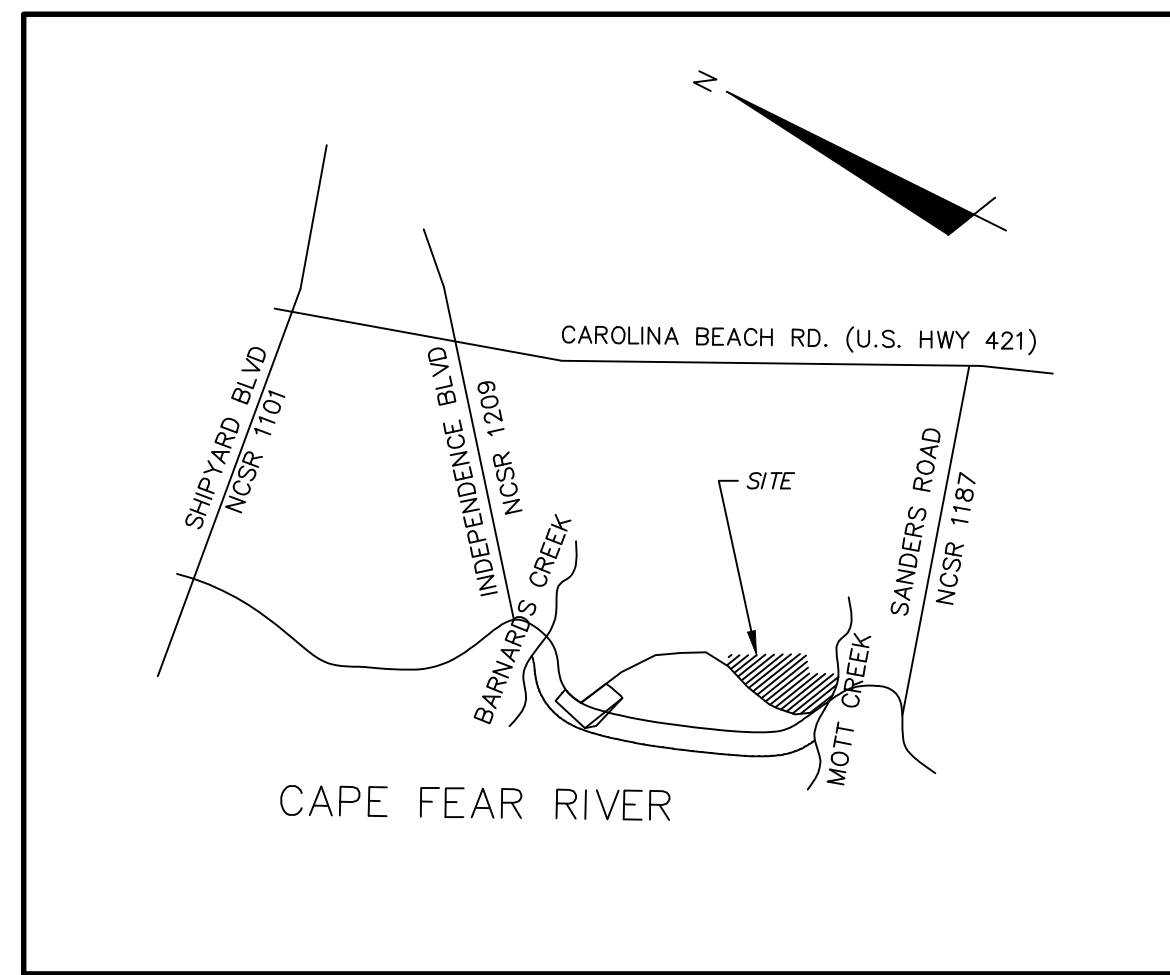 N
CAROLINA BEACH RD. (U.S. HWY 421)
SHIPYARD BLVD
NCSR 1101
INDEPENDENCE BLVD
NCSR 1209
SITE
SANDERS ROAD
NCSR 1187
BARNARDS CREEK
MOTT CREEK
CAPE FEAR RIVER